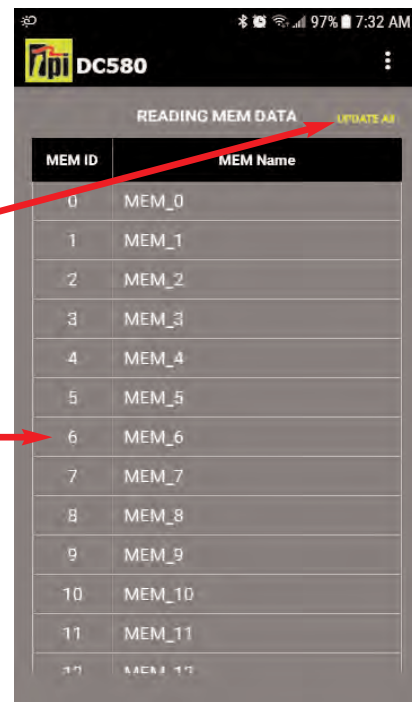 97% 7:32 AM
tpi DC580
READING MEM DATA UPDATE All
MEM ID MEM Name
0 MEM_0
1 MEM_1
2 MEM_2
3 MEM_3
4 MEM_4
5 MEM_5
6 MEM_6
7 MEM_7
8 MEM_8
9 MEM_9
10 MEM_10
11 MEM_11
12 MEM_12